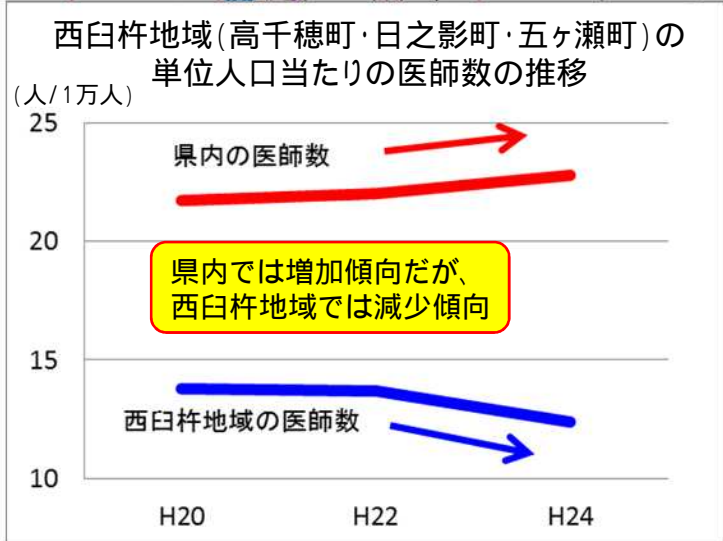 西臼杵地域(高千穂町･日之影町･五ヶ瀬町)の
単位人口当たりの医師数の推移
(人/1万人)
25
県内の医師数
20
県内では増加傾向だが、
西臼杵地域では減少傾向
15
西臼杵地域の医師数
10
H20 H22 H24